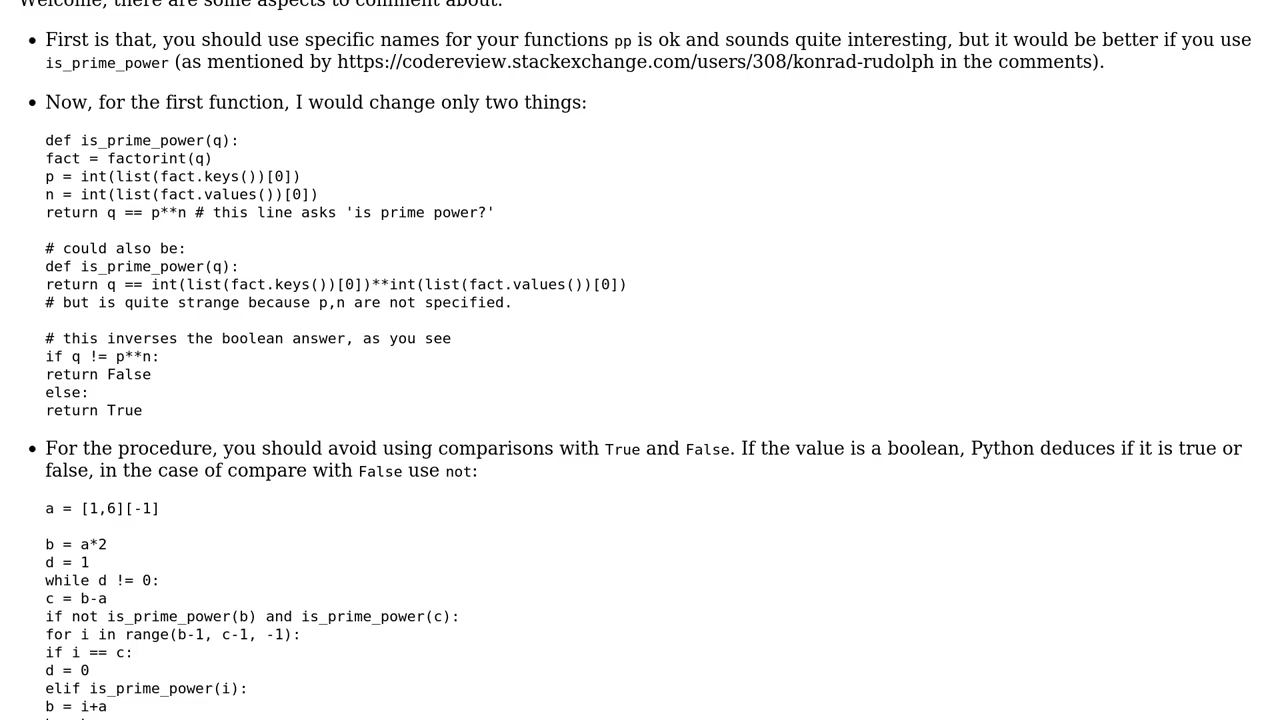 Welcome, there are some aspects to comment about:
First is that, you should use specific names for your functions pp is ok and sounds quite interesting, but it would be better if you use
is_prime_power (as mentioned by https://codereview.stackexchange.com/users/308/konrad-rudolph in the comments).
Now, for the first function, I would change only two things:
def is_prime_power(q):
fact = factorint(q)
p = int(list(fact.keys())[0])
n = int(list(fact.values())[0])
return q == p**n # this line asks 'is prime power?'
# could also be:
def is_prime_power(q):
return q == int(list(fact.keys())[0])**int(list(fact.values())[0])
# but is quite strange because p,n are not specified.
# this inverses the boolean answer, as you see
if q != p**n:
return False
else:
return True
For the procedure, you should avoid using comparisons with True and False. If the value is a boolean, Python deduces if it is true or
false, in the case of compare with False use not:
a = [1,6][-1]
b = a*2
d = 1
while d != 0:
c = b-a
if not is_prime_power(b) and is_prime_power(c):
for i in range(b-1, c-1, -1):
if i == c:
d = 0
elif is_prime_power(i):
b = i+a